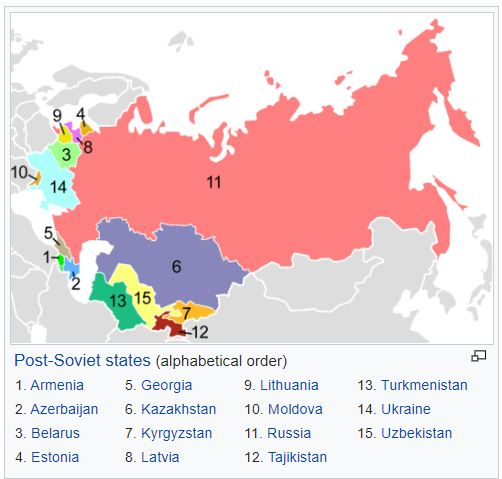 9 4
8
3
11
10
14
5
6
1
2
13 15
7
12
Post-Soviet states (alphabetical order)
1. Armenia 5. Georgia 9. Lithuania 13. Turkmenistan
2. Azerbaijan 6. Kazakhstan 10. Moldova 14. Ukraine
3. Belarus 7. Kyrgyzstan 11. Russia 15. Uzbekistan
4. Estonia 8. Latvia 12. Tajikistan